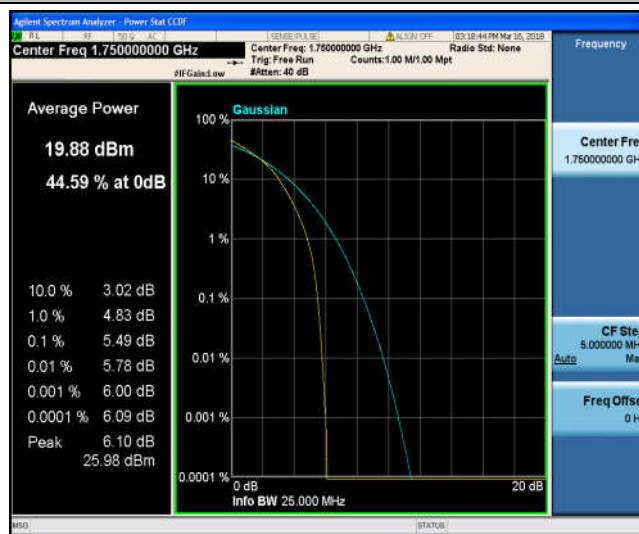 Agilent Spectrum Analyzer - Power Stat CCDF
RL RF 50 Ω AC SENSE:PULSE ALIGN OFF 03:18:44 PM Mar 16, 2018
Center Freq 1.750000000 GHz
Center Freq: 1.750000000 GHz Radio Std: None
Trig: Free Run Counts:1.00 M/1.00 Mpt
#IFGain:Low #Atten: 40 dB
Frequency
Center Fre
1.750000000 GH
CF Ste
5.000000 MH
Auto Ma
Freq Offse
0 H
Average Power
19.88 dBm
44.59 % at 0dB
10.0 % 3.02 dB
1.0 % 4.83 dB
0.1 % 5.49 dB
0.01 % 5.78 dB
0.001 % 6.00 dB
0.0001 % 6.09 dB
Peak 6.10 dB
25.98 dBm
Gaussian
100 %
10 %
1 %
0.1 %
0.01 %
0.001 %
0.0001 %
0 dB 20 dB
Info BW 25.000 MHz
MSG STATUS